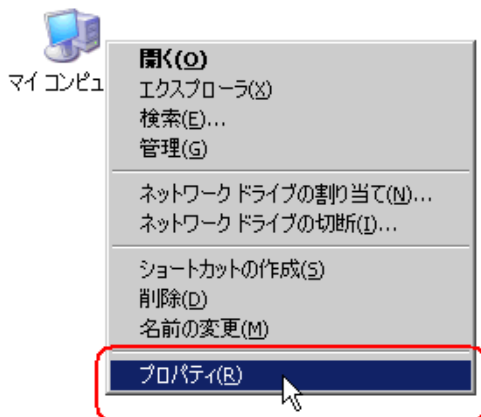 マイ コンピュ
開く(O)
エクスプローラ(X)
検索(E)...
管理(G)
ネットワーク ドライブの割り当て(N)...
ネットワーク ドライブの切断(I)...
ショートカットの作成(S)
削除(D)
名前の変更(M)
プロパティ(R)